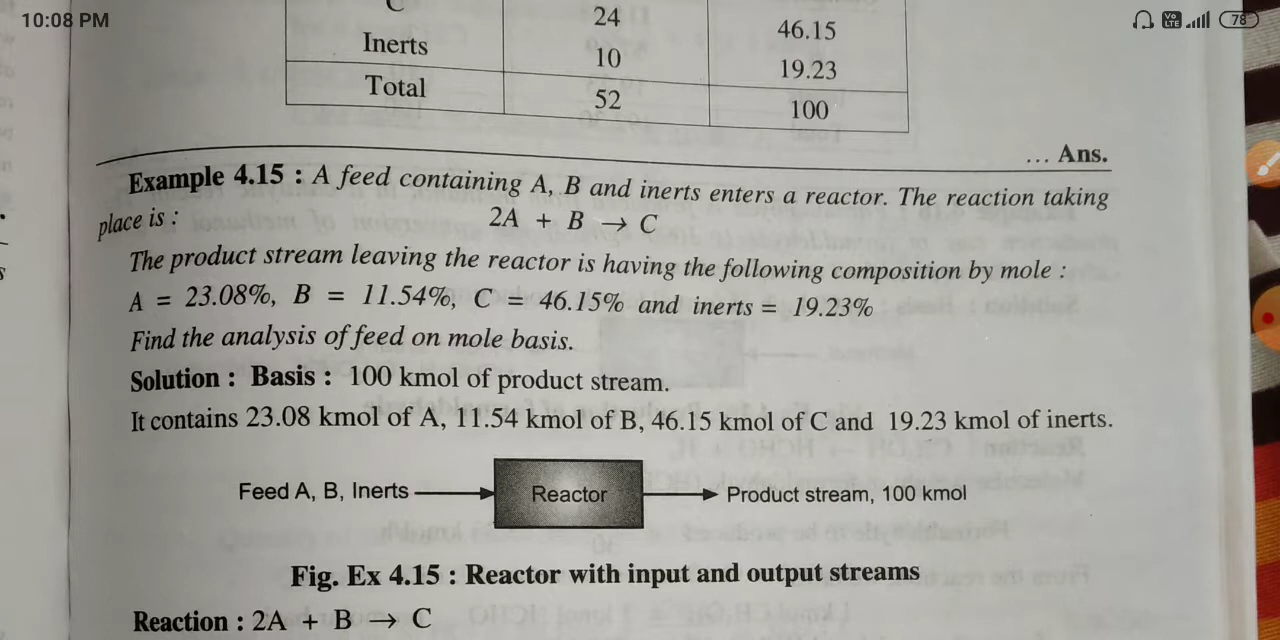 10:08 PM
Vo LTE
78
C 24 46.15
Inerts 10 19.23
Total 52 100
... Ans.
Example 4.15 : A feed containing A, B and inerts enters a reactor. The reaction taking
place is :
2A + B → C
The product stream leaving the reactor is having the following composition by mole :
A = 23.08%, B = 11.54%, C = 46.15% and inerts = 19.23%
Find the analysis of feed on mole basis.
Solution : Basis : 100 kmol of product stream.
It contains 23.08 kmol of A, 11.54 kmol of B, 46.15 kmol of C and 19.23 kmol of inerts.
Feed A, B, Inerts
Reactor
Product stream, 100 kmol
Fig. Ex 4.15 : Reactor with input and output streams
Reaction : 2A + B → C